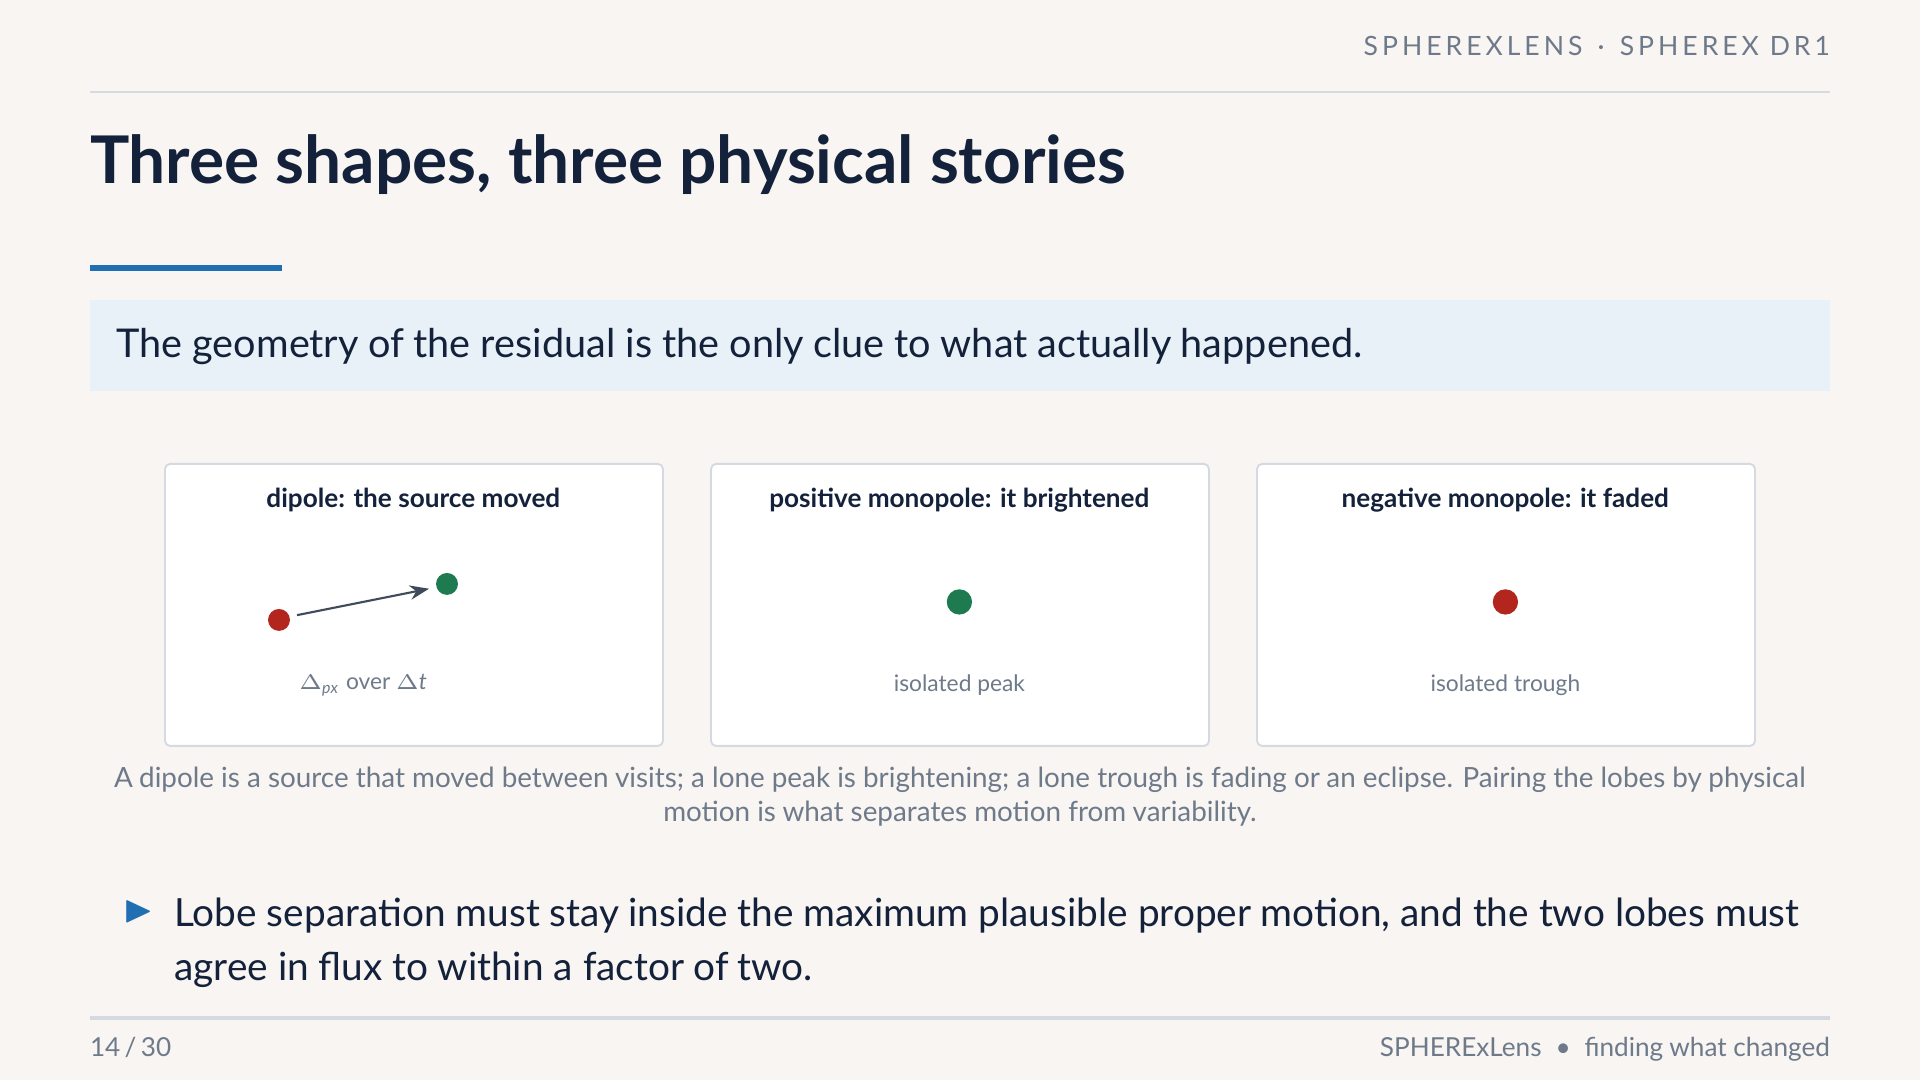 SPHEREXLENS · SPHEREX DR1
Three shapes, three physical stories
The geometry of the residual is the only clue to what actually happened.
dipole: the source moved
Δpx over Δt
positive monopole: it brightened
isolated peak
negative monopole: it faded
isolated trough
A dipole is a source that moved between visits; a lone peak is brightening; a lone trough is fading or an eclipse. Pairing the lobes by physical
motion is what separates motion from variability.
Lobe separation must stay inside the maximum plausible proper motion, and the two lobes must
agree in flux to within a factor of two.
14 / 30
SPHERExLens • finding what changed